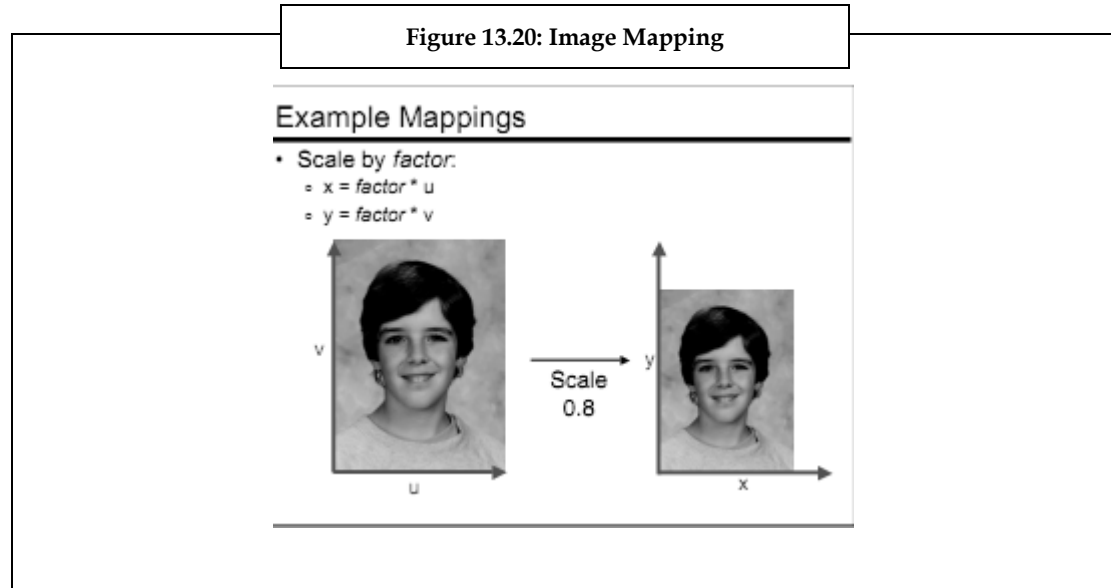 Figure 13.20: Image Mapping
Example Mappings
• Scale by factor:
▫ x = factor * u
▫ y = factor * v
v
u
Scale
0.8
y
x